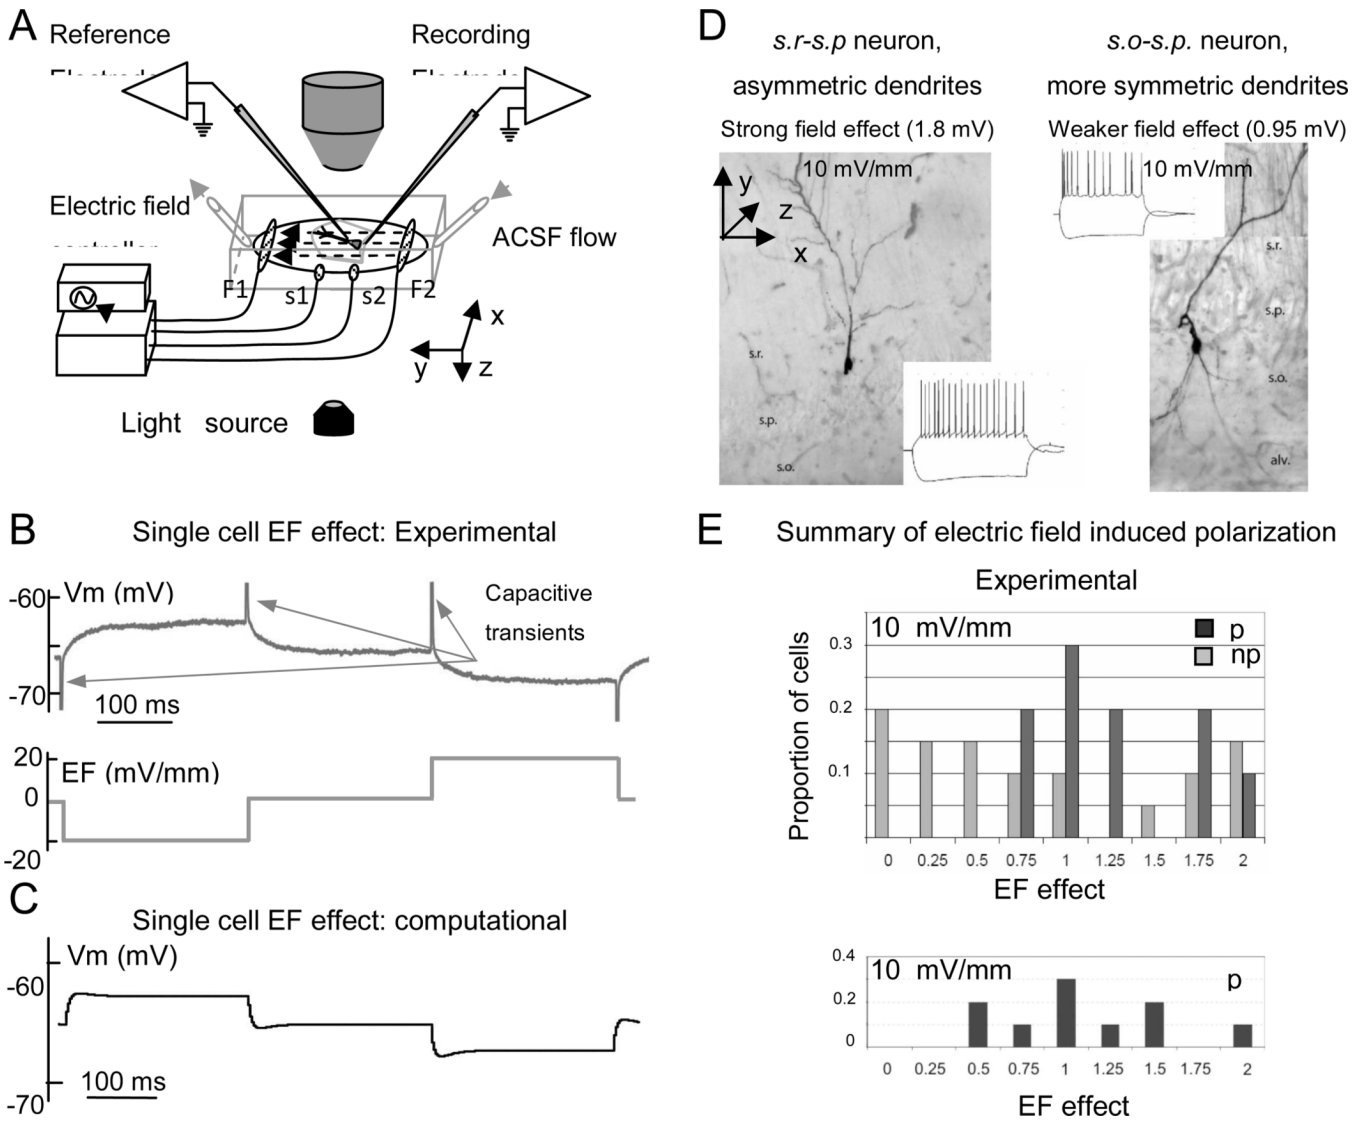 A
Reference
Recording
Electric field
ACSF flow
F1
s1
s2
F2
x
y
z
Light source
B
Single cell EF effect: Experimental
Vm (mV)
-60
-70
Capacitive
transients
100 ms
EF (mV/mm)
20
0
-20
C
Single cell EF effect: computational
Vm (mV)
-60
-70
100 ms
D
s.r-s.p neuron,
asymmetric dendrites
Strong field effect (1.8 mV)
10 mV/mm
y
z
x
s.r.
s.p.
s.o.
s.o-s.p. neuron,
more symmetric dendrites
Weaker field effect (0.95 mV)
10 mV/mm
s.r.
s.p.
s.o.
alv.
E
Summary of electric field induced polarization
Experimental
10 mV/mm
p
np
Proportion of cells
0.3
0.2
0.1
0 0.25 0.5 0.75 1 1.25 1.5 1.75 2
EF effect
10 mV/mm
p
0.4
0.2
0
0 0.25 0.5 0.75 1 1.25 1.5 1.75 2
EF effect